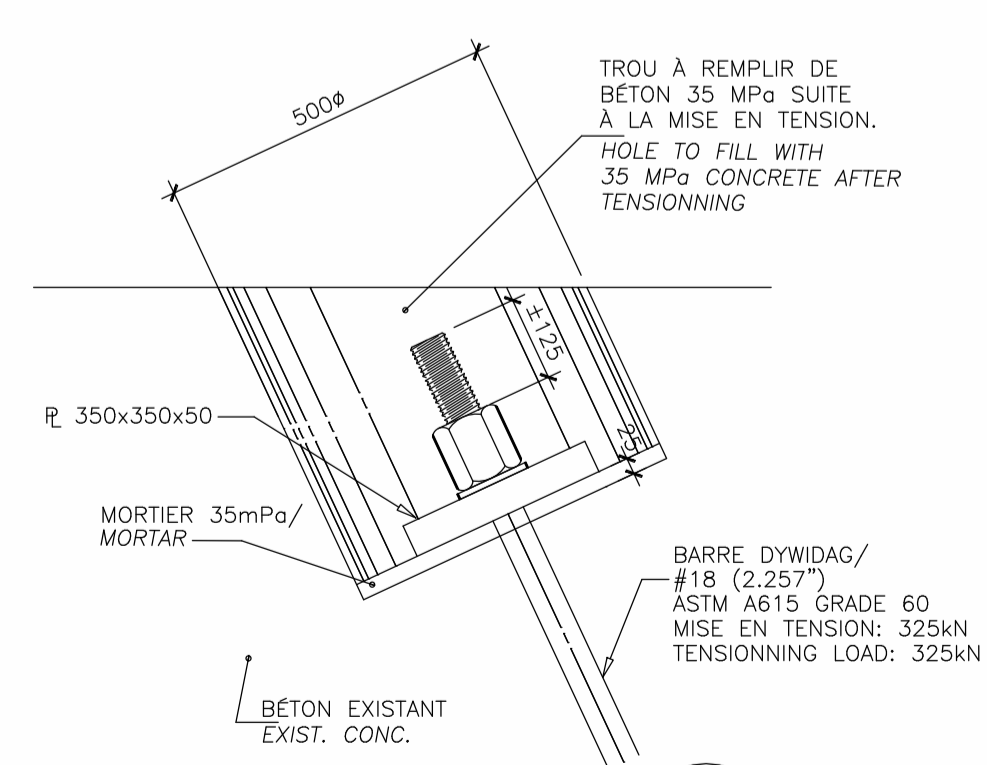 500ø
TROU À REMPLIR DE
BÉTON 35 MPa SUITE
À LA MISE EN TENSION.
HOLE TO FILL WITH
35 MPa CONCRETE AFTER
TENSIONNING
±125
℄ 350x350x50
25
MORTIER 35mPa/
MORTAR
BARRE DYWIDAG/
#18 (2.257")
ASTM A615 GRADE 60
MISE EN TENSION: 325kN
TENSIONNING LOAD: 325kN
BÉTON EXISTANT
EXIST. CONC.